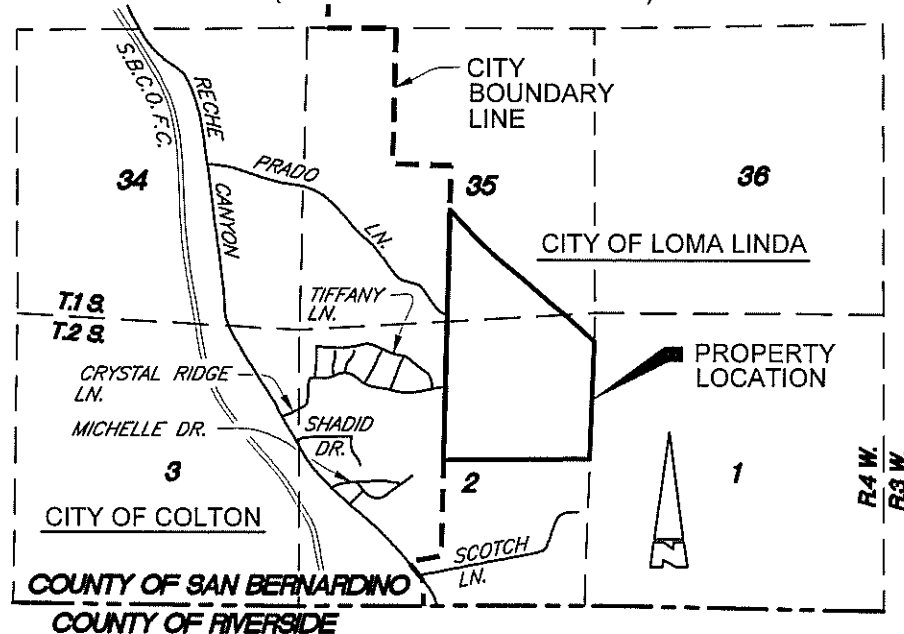 CITY
BOUNDARY
LINE
S.B.C.O.F.C.
RECHE
CANYON
PRADO
LN.
34
35
36
CITY OF LOMA LINDA
T.1 S.
T.2 S.
TIFFANY
LN.
PROPERTY
LOCATION
CRYSTAL RIDGE
LN.
SHADID
DR.
MICHELLE DR.
3
2
1
R.4 W.
R.3 W.
N
CITY OF COLTON
SCOTCH
LN.
COUNTY OF SAN BERNARDINO
COUNTY OF RIVERSIDE